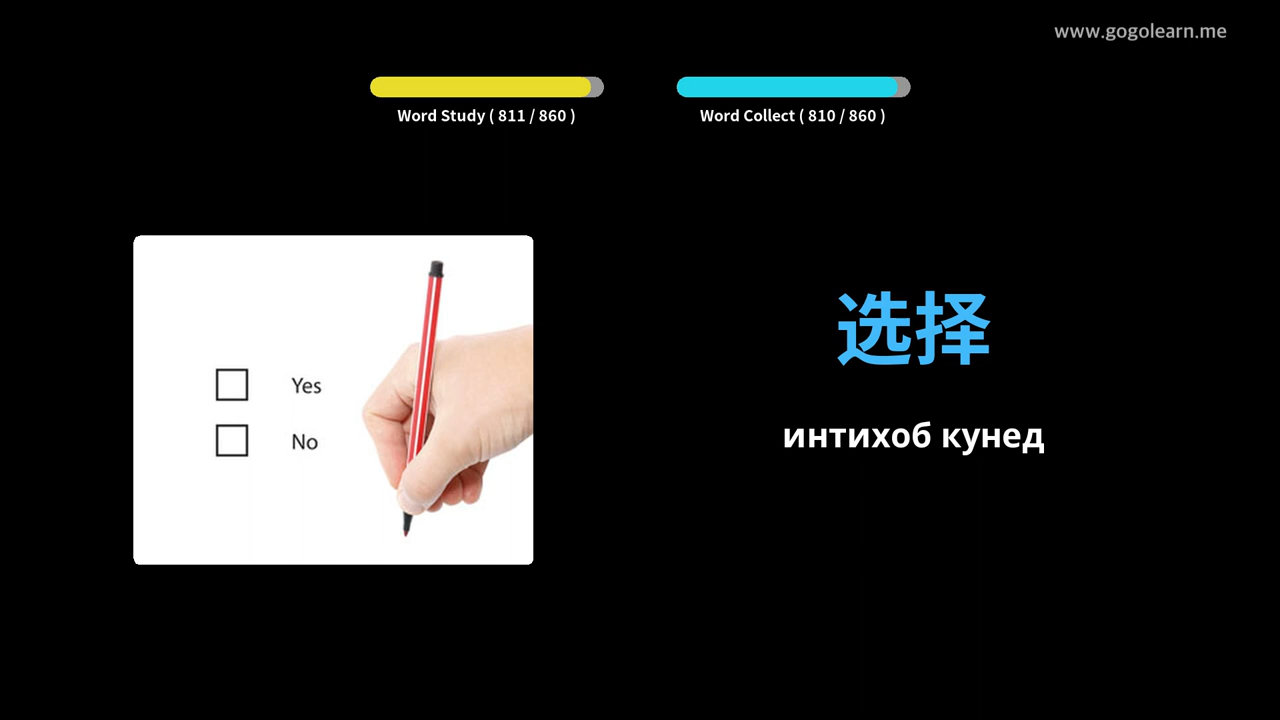 www.gogolearn.me
Word Study ( 811 / 860 )
Word Collect ( 810 / 860 )
Yes
No
选择
интихоб кунед